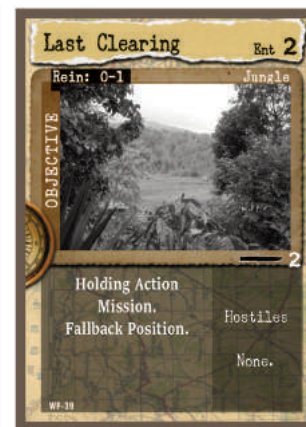 Last Clearing
Ent 2
Rein: 0-1
Jungle
OBJECTIVE
2
Holding Action
Mission.
Fallback Position.
Hostiles
None.
WF-39